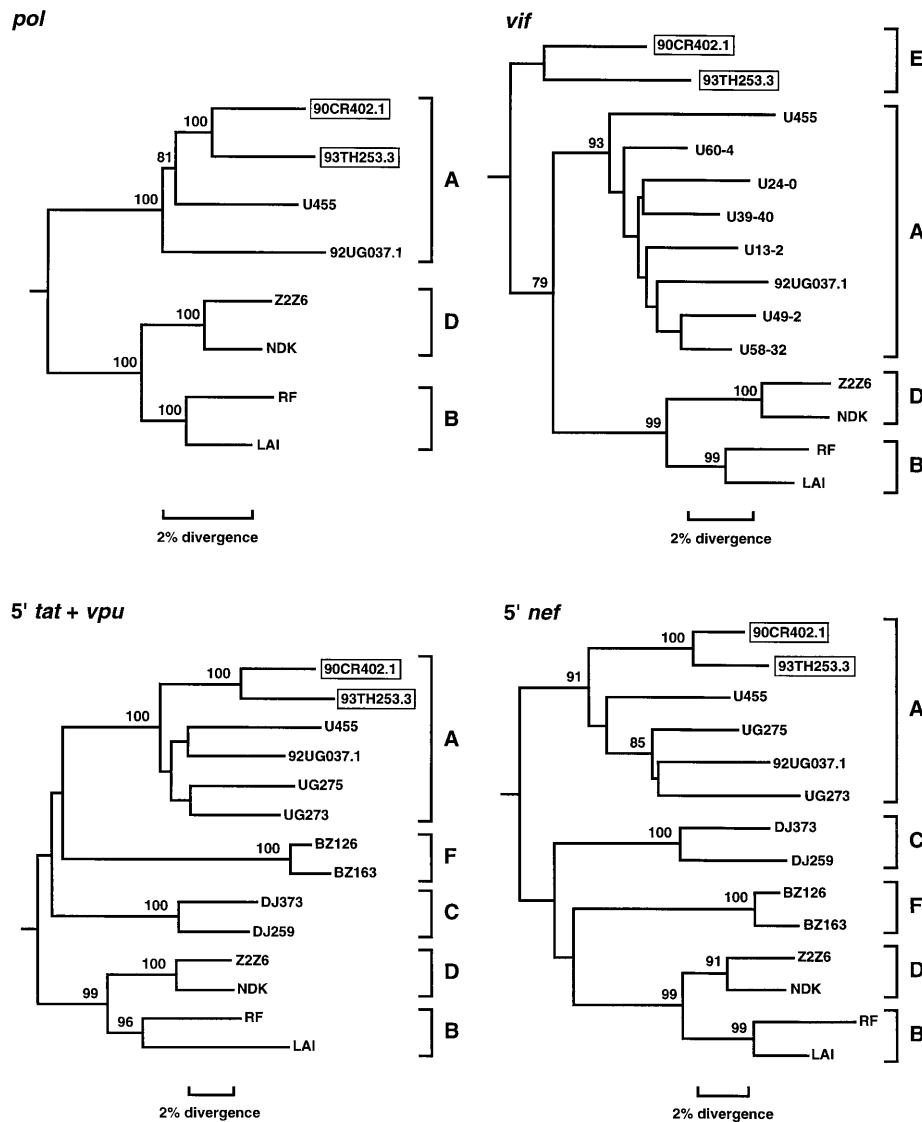 pol
100
90CR402.1
81
93TH253.3
A
100
U455
92UG037.1
100
Z2Z6
D
100
NDK
100
RF
B
LAI
2% divergence
vif
90CR402.1
E
93TH253.3
93
U455
U60-4
U24-0
U39-40
A
U13-2
79
92UG037.1
U49-2
U58-32
100
Z2Z6
D
99
NDK
99
RF
B
LAI
2% divergence
5' tat + vpu
100
90CR402.1
93TH253.3
100
U455
A
92UG037.1
UG275
UG273
100
BZ126
F
BZ163
100
DJ373
C
DJ259
100
Z2Z6
D
99
NDK
96
RF
B
LAI
2% divergence
5' nef
100
90CR402.1
91
93TH253.3
U455
A
85
UG275
92UG037.1
UG273
100
DJ373
C
DJ259
100
BZ126
F
BZ163
91
Z2Z6
D
99
NDK
99
RF
B
LAI
2% divergence